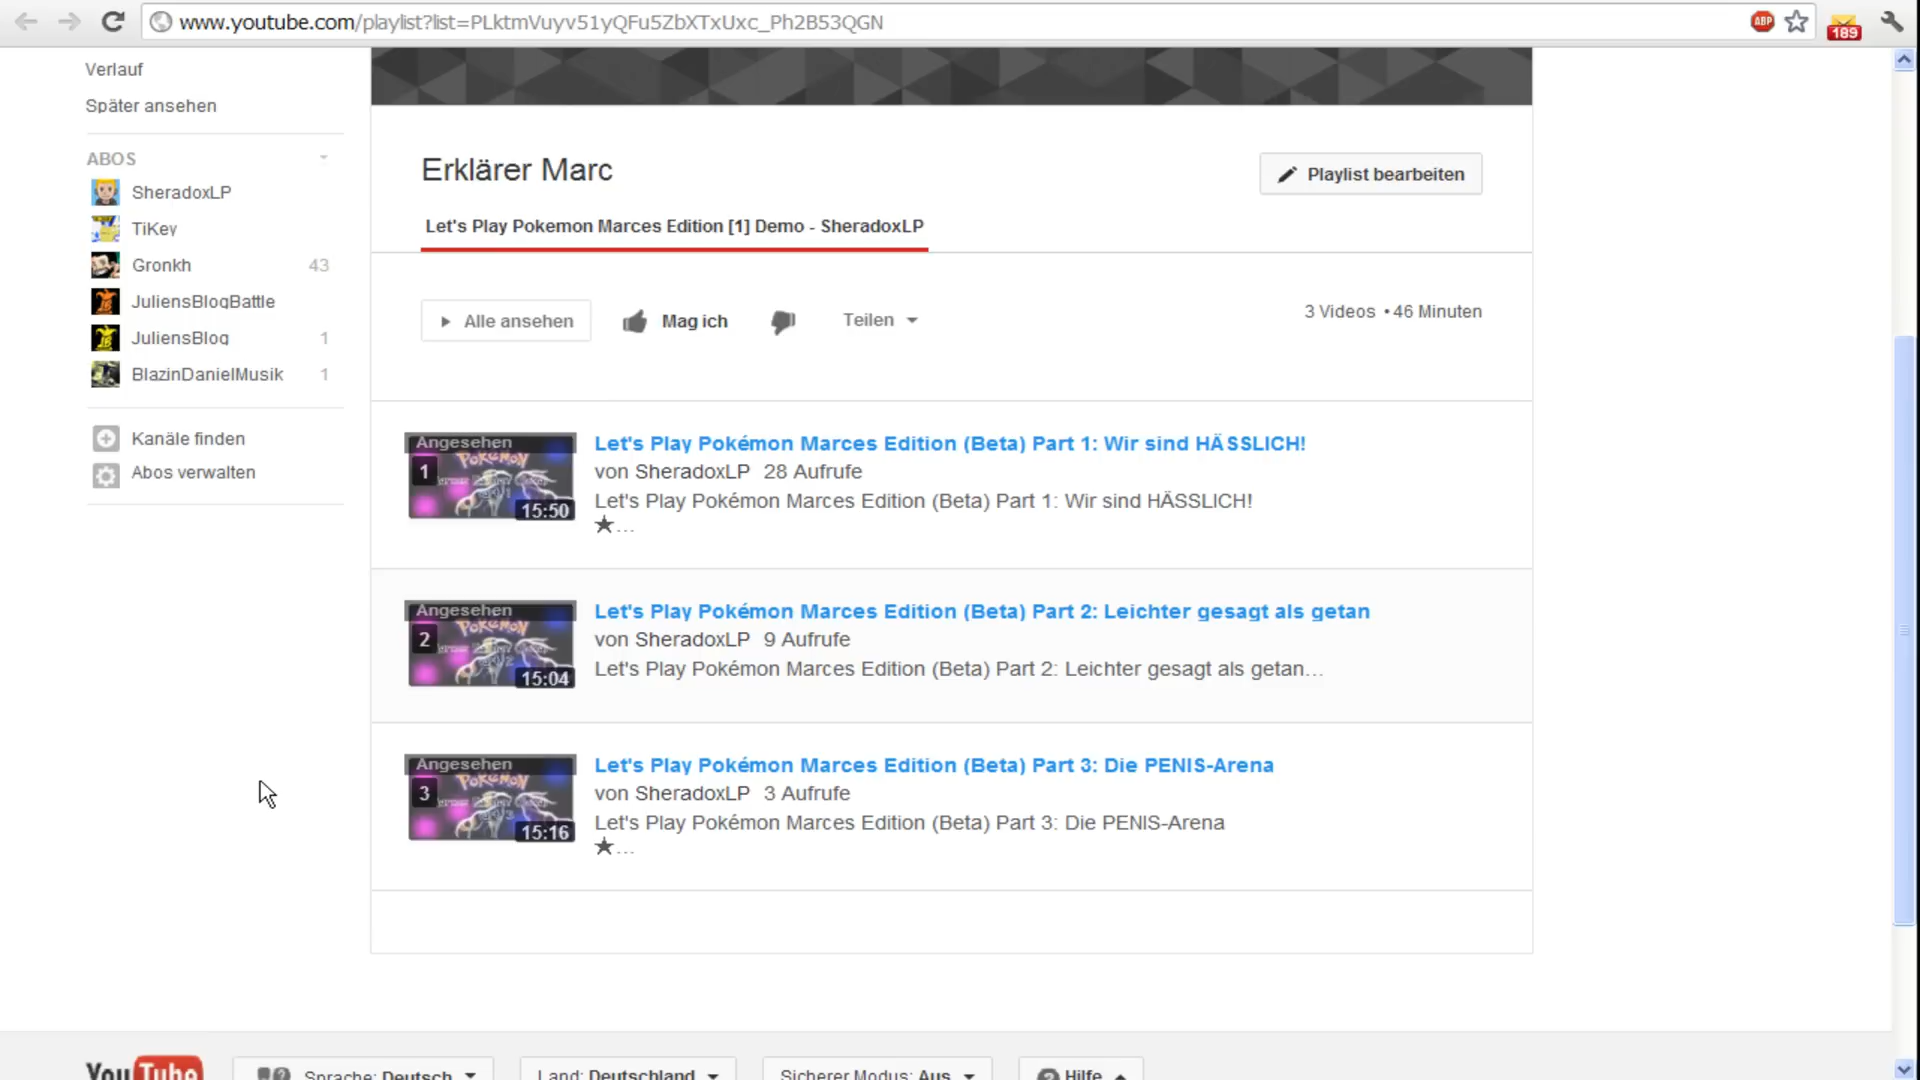 www.youtube.com/playlist?list=PLktmVuyv51yQFu5ZbXTxUxc_Ph2B53QGN
ABP
189
Verlauf
Später ansehen
ABOS
SheradoxLP
TiKey
Gronkh 43
JuliensBlogBattle
JuliensBlog 1
BlazinDanielMusik 1
Kanäle finden
Abos verwalten
Erklärer Marc
Playlist bearbeiten
Let's Play Pokemon Marces Edition [1] Demo - SheradoxLP
Alle ansehen
Mag ich
Teilen
3 Videos • 46 Minuten
Angesehen
1
POKéMON
15:50
Let's Play Pokémon Marces Edition (Beta) Part 1: Wir sind HÄSSLICH!
von SheradoxLP 28 Aufrufe
Let's Play Pokémon Marces Edition (Beta) Part 1: Wir sind HÄSSLICH!
★...
Angesehen
2
POKéMON
15:04
Let's Play Pokémon Marces Edition (Beta) Part 2: Leichter gesagt als getan
von SheradoxLP 9 Aufrufe
Let's Play Pokémon Marces Edition (Beta) Part 2: Leichter gesagt als getan...
Angesehen
3
POKéMON
15:16
Let's Play Pokémon Marces Edition (Beta) Part 3: Die PENIS-Arena
von SheradoxLP 3 Aufrufe
Let's Play Pokémon Marces Edition (Beta) Part 3: Die PENIS-Arena
★...
YouTube
Sprache: Deutsch
Land: Deutschland
Sicherer Modus: Aus
Hilfe